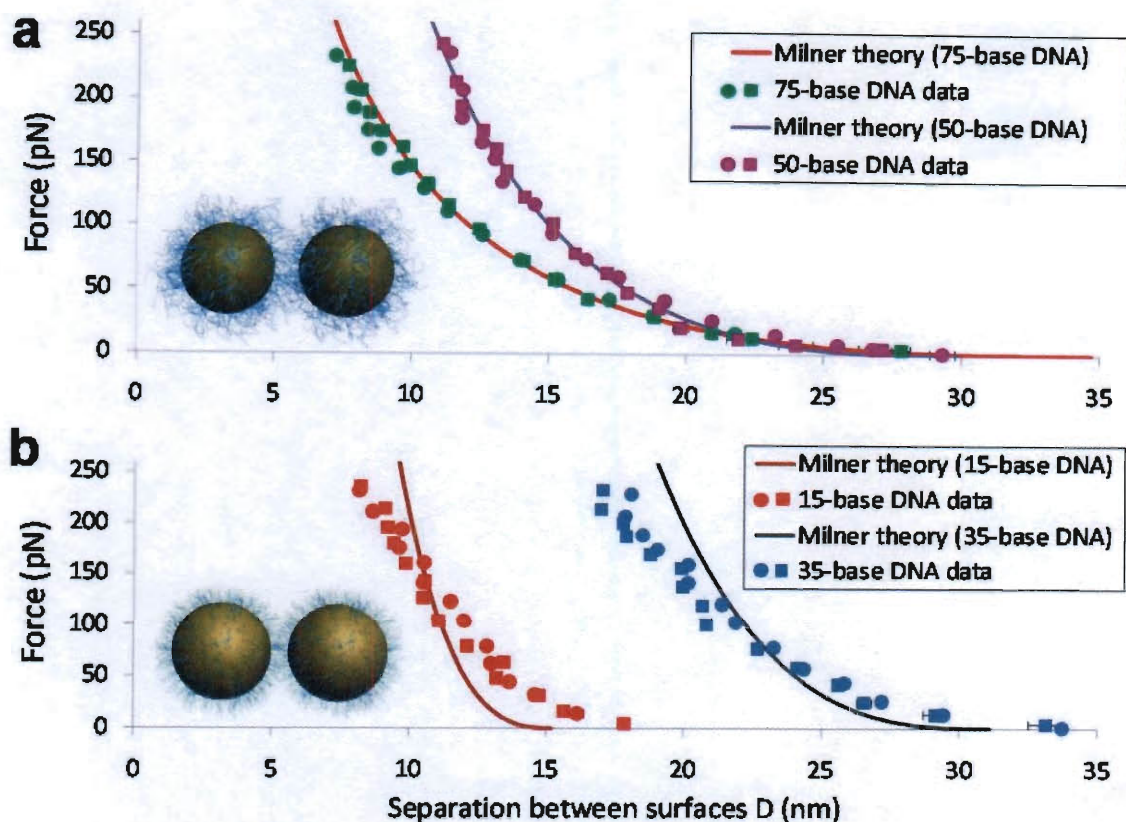 a
250
200
150
100
50
0
Force (pN)
Milner theory (75-base DNA)
75-base DNA data
Milner theory (50-base DNA)
50-base DNA data
0 5 10 15 20 25 30 35
b
250
200
150
100
50
0
Force (pN)
Milner theory (15-base DNA)
15-base DNA data
Milner theory (35-base DNA)
35-base DNA data
0 5 10 15 20 25 30 35
Separation between surfaces D (nm)